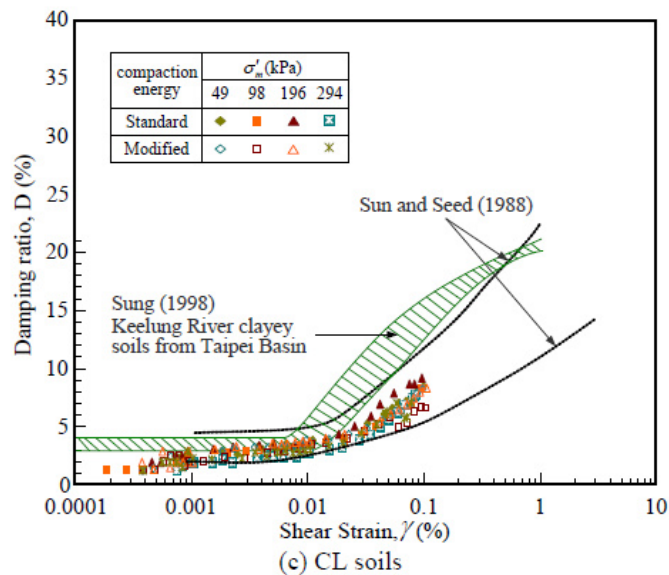 40
35
30
25
20
15
10
5
0
Damping ratio, D (%)
compaction energy
σ′m (kPa)
49 98 196 294
Standard
Modified
Sun and Seed (1988)
Sung (1998)
Keelung River clayey
soils from Taipei Basin
0.0001 0.001 0.01 0.1 1 10
Shear Strain, γ (%)
(c) CL soils